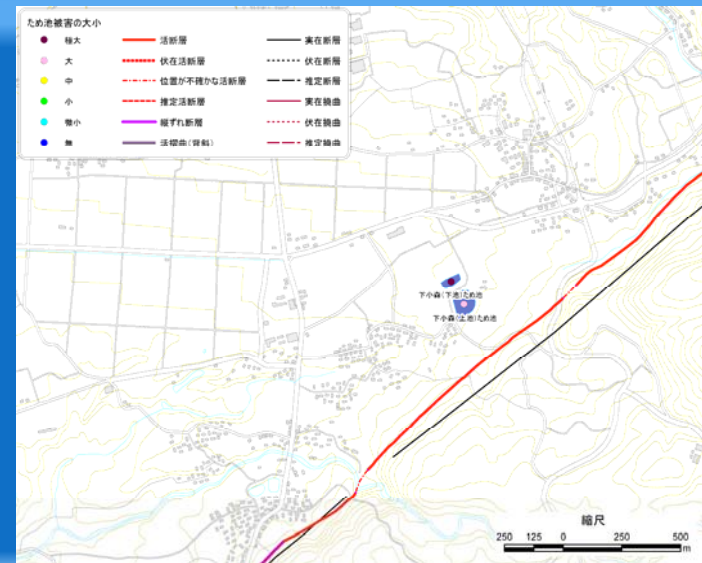 ため池被害の大小
極大 活断層 実在断層
大 伏在活断層 伏在断層
中 位置が不確かな活断層 推定断層
小 推定活断層 実在撓曲
微小 縦ずれ断層 伏在撓曲
無 活褶曲(背斜) 推定撓曲
下小森(下池)ため池
下小森(上池)ため池
縮尺
250 125 0 250 500
m